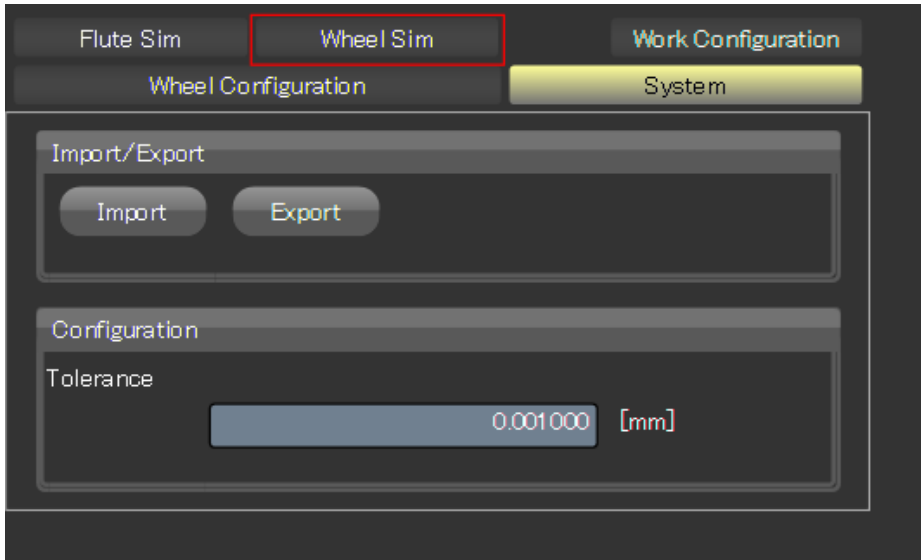 Flute Sim Wheel Sim Work Configuration
Wheel Configuration System
Import/Export
Import Export
Configuration
Tolerance
0.001000 [mm]